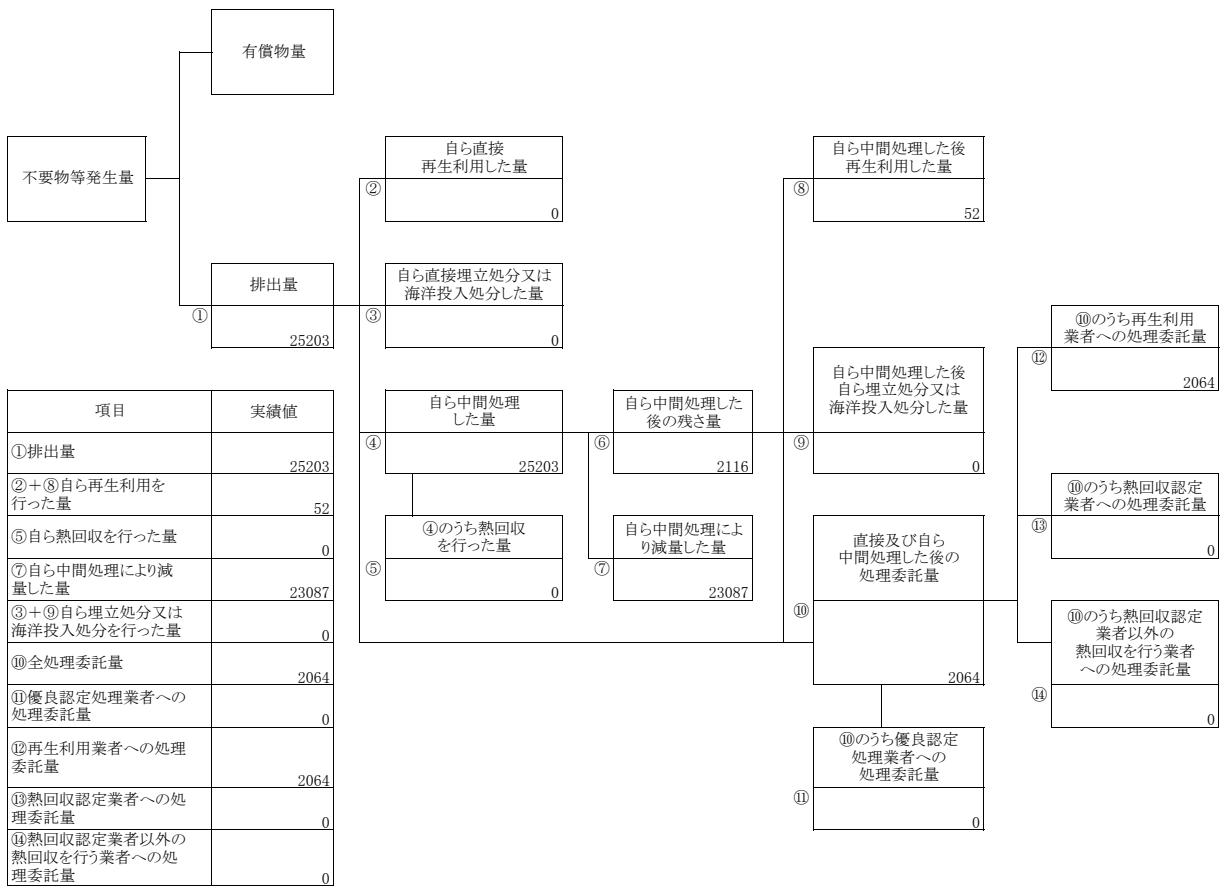 有償物量
不要物等発生量
排出量
①
25203
自ら直接
再生利用した量
②
0
自ら直接埋立処分又は
海洋投入処分した量
③
0
自ら中間処理
した量
④
25203
④のうち熱回収
を行った量
⑤
0
自ら中間処理した
後の残さ量
⑥
2116
自ら中間処理によ
り減量した量
⑦
23087
自ら中間処理した後
再生利用した量
⑧
52
自ら中間処理した後
自ら埋立処分又は
海洋投入処分した量
⑨
0
直接及び自ら
中間処理した後の
処理委託量
⑩
2064
⑩のうち優良認定
処理業者への
処理委託量
⑪
0
⑩のうち再生利用
業者への処理委託量
⑫
2064
⑩のうち熱回収認定
業者への処理委託量
⑬
0
⑩のうち熱回収認定
業者以外の
熱回収を行う業者
への処理委託量
⑭
0
項目 実績値
①排出量
25203
②+⑧自ら再生利用を
行った量
52
⑤自ら熱回収を行った量
0
⑦自ら中間処理により減
量した量
23087
③+⑨自ら埋立処分又は
海洋投入処分を行った量
0
⑩全処理委託量
2064
⑪優良認定処理業者への
処理委託量
0
⑫再生利用業者への処理
委託量
2064
⑬熱回収認定業者への処
理委託量
0
⑭熱回収認定業者以外の
熱回収を行う業者への処
理委託量
0